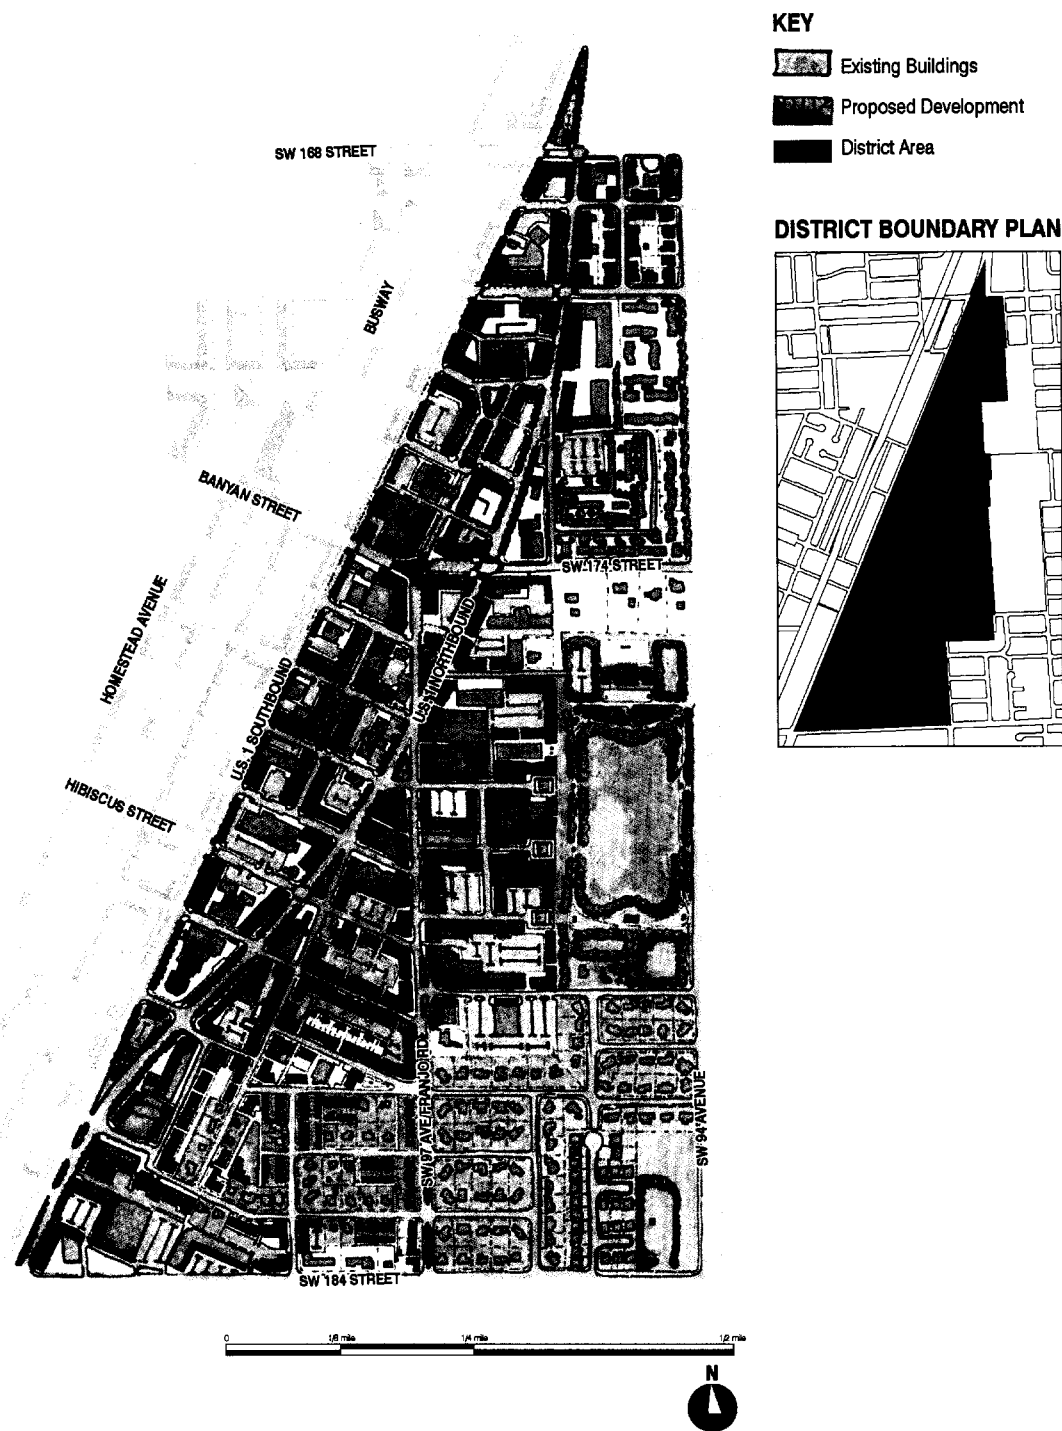 KEY
Existing Buildings
Proposed Development
District Area
DISTRICT BOUNDARY PLAN
SW 168 STREET
BUSWAY
BANYAN STREET
SW 174 STREET
HOMESTEAD AVENUE
U.S. 1 NORTHBOUND
U.S. 1 SOUTHBOUND
HIBISCUS STREET
SW 97 AVE/FRANJO RD
SW 94 AVENUE
SW 184 STREET
0 1/8 mile 1/4 mile 1/2 mile
N